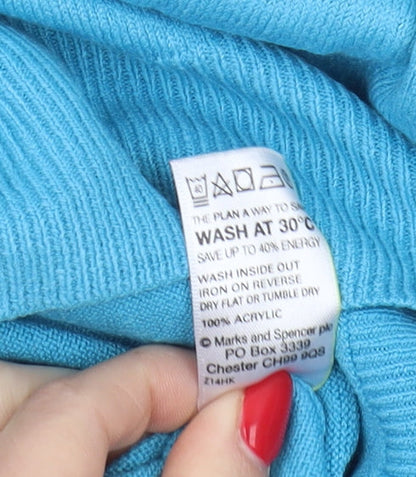 40
THE PLAN A WAY TO
WASH AT 30°C
SAVE UP TO 40% ENERGY
WASH INSIDE OUT
IRON ON REVERSE
DRY FLAT OR TUMBLE DRY
100% ACRYLIC
© Marks and Spencer plc
PO Box 3339
Chester CH99 9QS
Z14HK